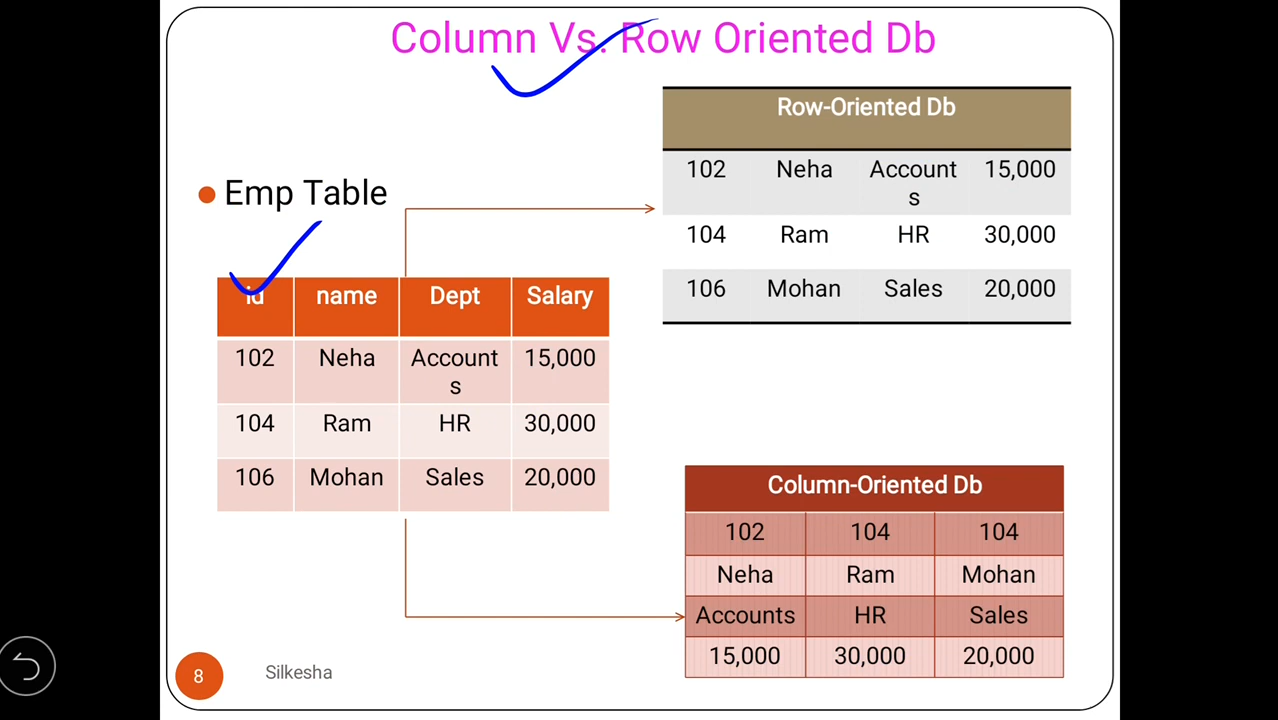 Column Vs. Row Oriented Db
Emp Table
id name Dept Salary
102 Neha Account 15,000
s
104 Ram HR 30,000
106 Mohan Sales 20,000
Row-Oriented Db
102 Neha Account 15,000
s
104 Ram HR 30,000
106 Mohan Sales 20,000
Column-Oriented Db
102 104 104
Neha Ram Mohan
Accounts HR Sales
15,000 30,000 20,000
8 Silkesha